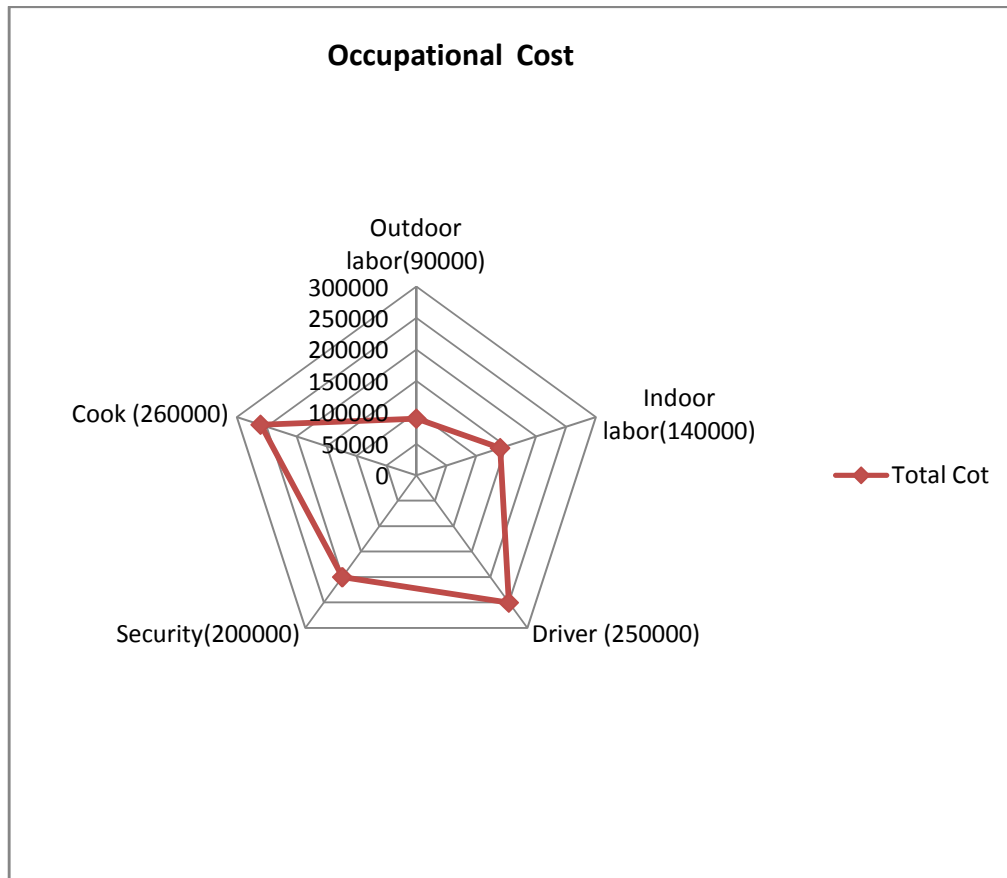 Occupational Cost
Outdoor
labor(90000)
300000
250000
200000
150000
100000
50000
0
Indoor
labor(140000)
Driver (250000)
Security(200000)
Cook (260000)
Total Cot